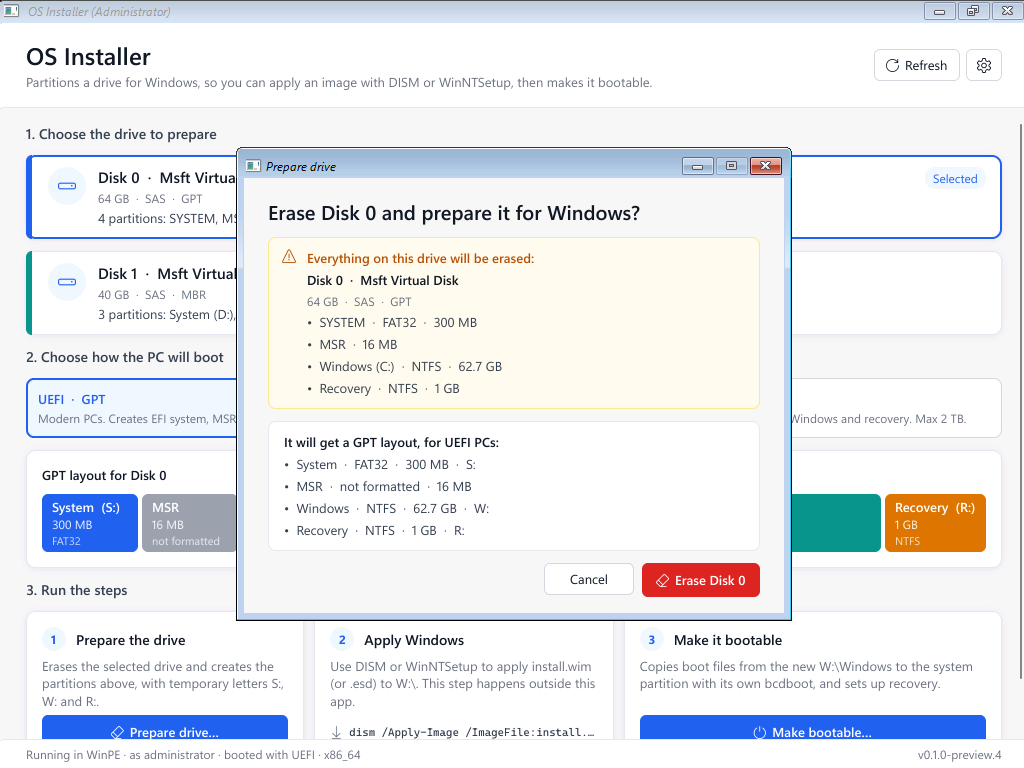 OS Installer (Administrator)
OS Installer
Partitions a drive for Windows, so you can apply an image with DISM or WinNTSetup, then makes it bootable.
Refresh
1. Choose the drive to prepare
Disk 0 · Msft Virtua
64 GB · SAS · GPT
4 partitions: SYSTEM, MS
Selected
Disk 1 · Msft Virtual
40 GB · SAS · MBR
3 partitions: System (D:),
2. Choose how the PC will boot
UEFI · GPT
Modern PCs. Creates EFI system, MSR
Windows and recovery. Max 2 TB.
GPT layout for Disk 0
System (S:)
300 MB
FAT32
MSR
16 MB
not formatted
Recovery (R:)
1 GB
NTFS
Prepare drive
Erase Disk 0 and prepare it for Windows?
Everything on this drive will be erased:
Disk 0 · Msft Virtual Disk
64 GB · SAS · GPT
• SYSTEM · FAT32 · 300 MB
• MSR · 16 MB
• Windows (C:) · NTFS · 62.7 GB
• Recovery · NTFS · 1 GB
It will get a GPT layout, for UEFI PCs:
• System · FAT32 · 300 MB · S:
• MSR · not formatted · 16 MB
• Windows · NTFS · 62.7 GB · W:
• Recovery · NTFS · 1 GB · R:
Cancel
Erase Disk 0
3. Run the steps
1 Prepare the drive
Erases the selected drive and creates the
partitions above, with temporary letters S:,
W: and R:.
Prepare drive...
2 Apply Windows
Use DISM or WinNTSetup to apply install.wim
(or .esd) to W:\. This step happens outside this
app.
dism /Apply-Image /ImageFile:install.…
3 Make it bootable
Copies boot files from the new W:\Windows to the system
partition with its own bcdboot, and sets up recovery.
Make bootable...
Running in WinPE · as administrator · booted with UEFI · x86_64
v0.1.0-preview.4